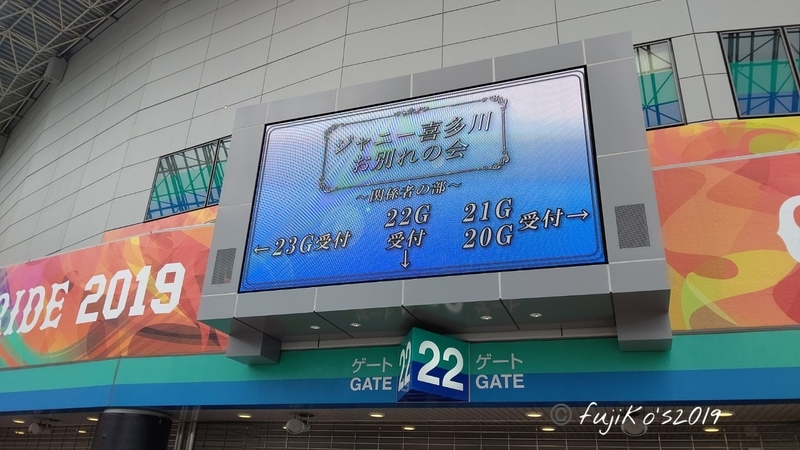 ジャニー喜多川
お別れの会
～関係者の部～
←23G受付
22G
受付
↓
21G
20G
受付→
RIDE 2019
ゲート
GATE
22
22
ゲート
GATE
© fujiko's2019